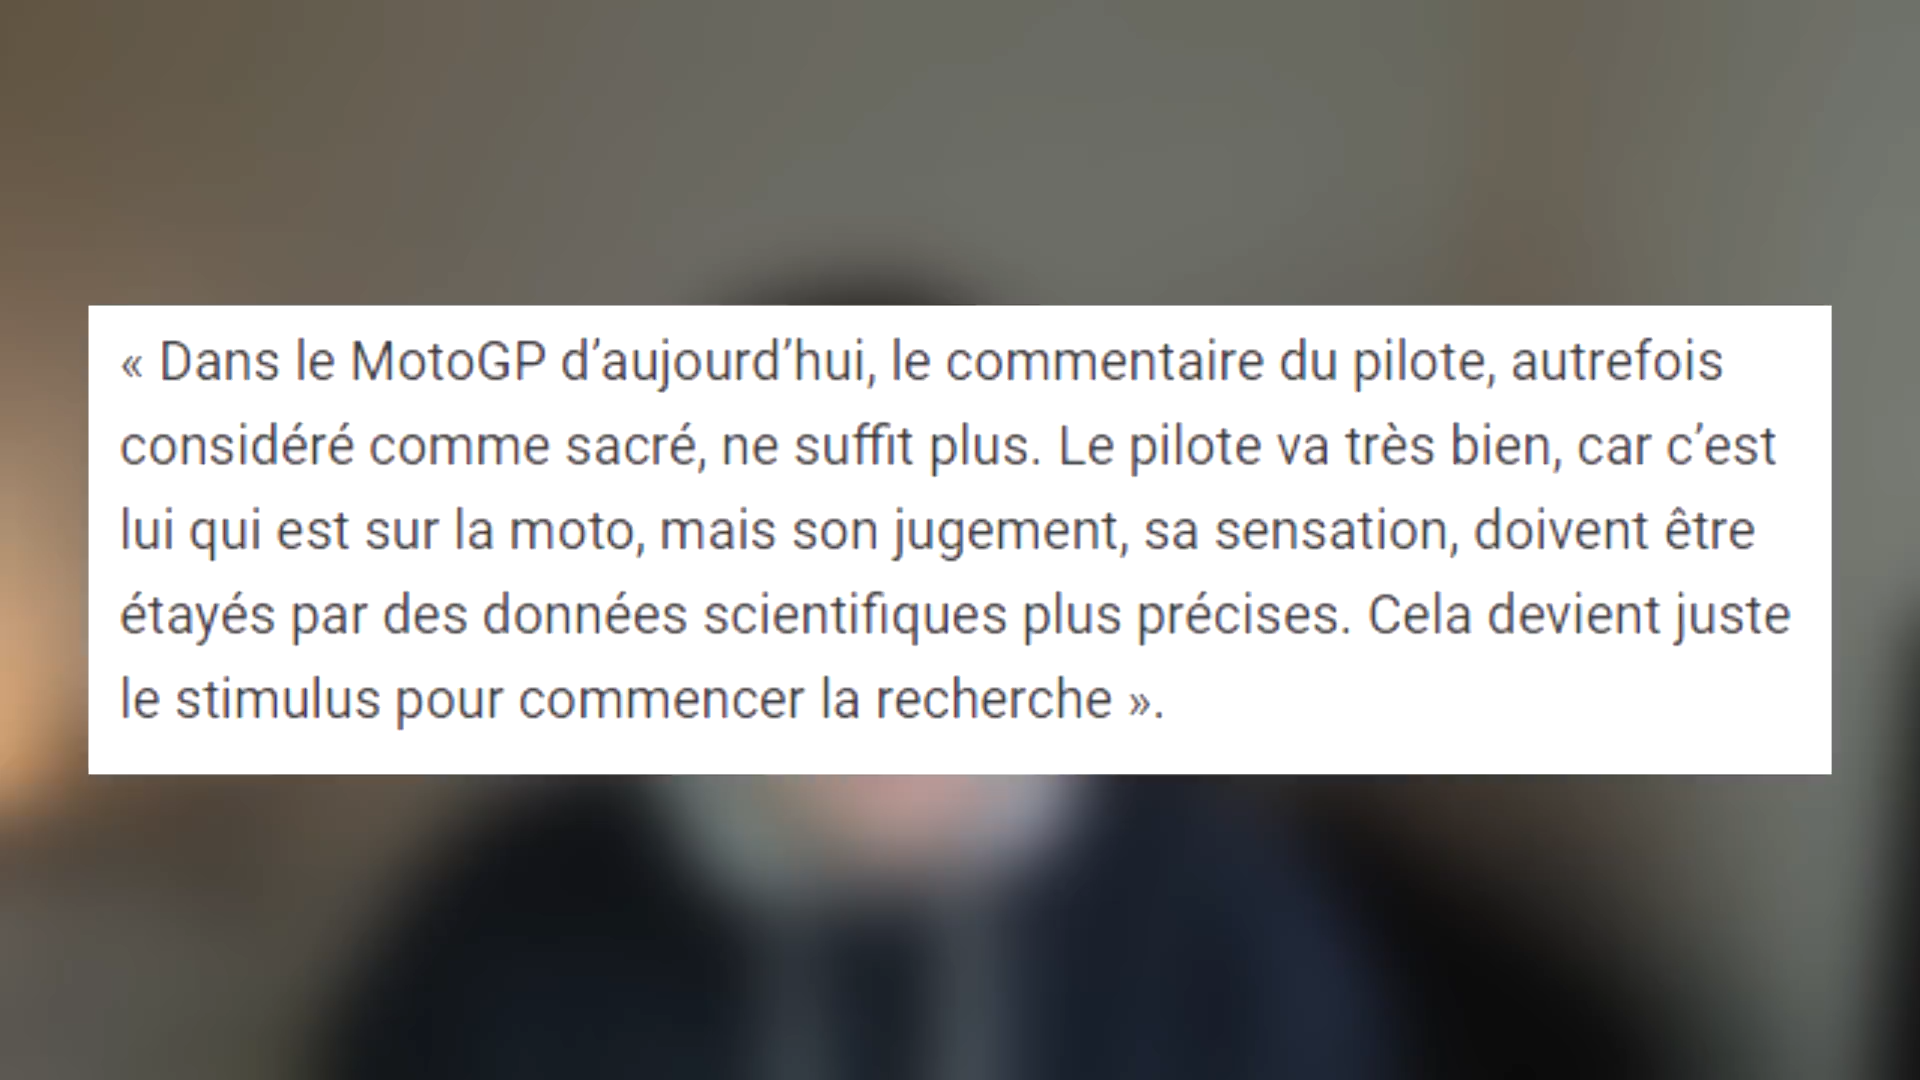 « Dans le MotoGP d’aujourd’hui, le commentaire du pilote, autrefois
considéré comme sacré, ne suffit plus. Le pilote va très bien, car c’est
lui qui est sur la moto, mais son jugement, sa sensation, doivent être
étayés par des données scientifiques plus précises. Cela devient juste
le stimulus pour commencer la recherche ».